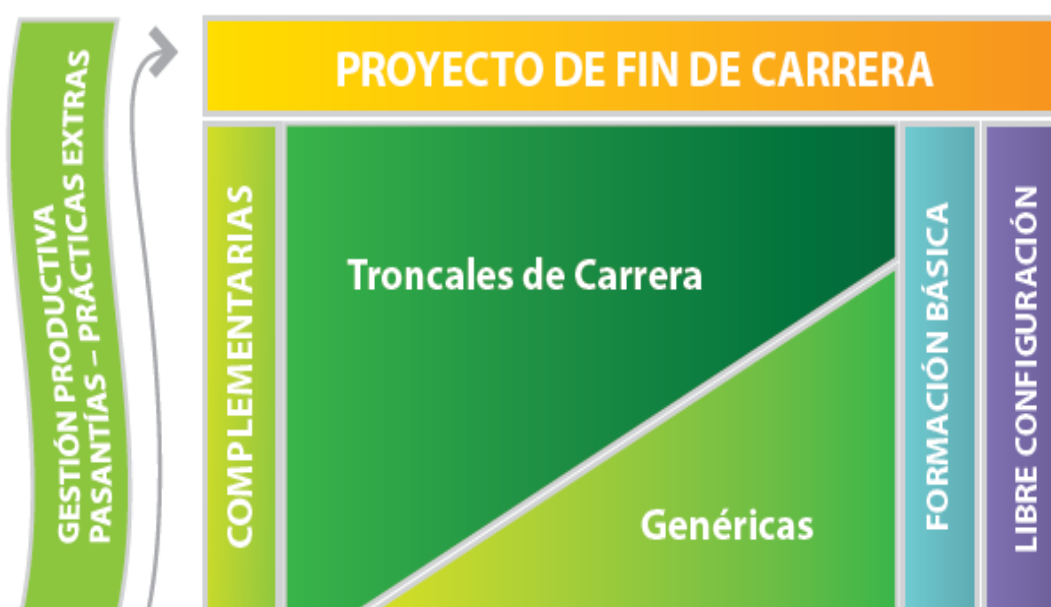 GESTIÓN PRODUCTIVA
PASANTÍAS – PRÁCTICAS EXTRAS
PROYECTO DE FIN DE CARRERA
COMPLEMENTARIAS
Troncales de Carrera
Genéricas
FORMACIÓN BÁSICA
LIBRE CONFIGURACIÓN